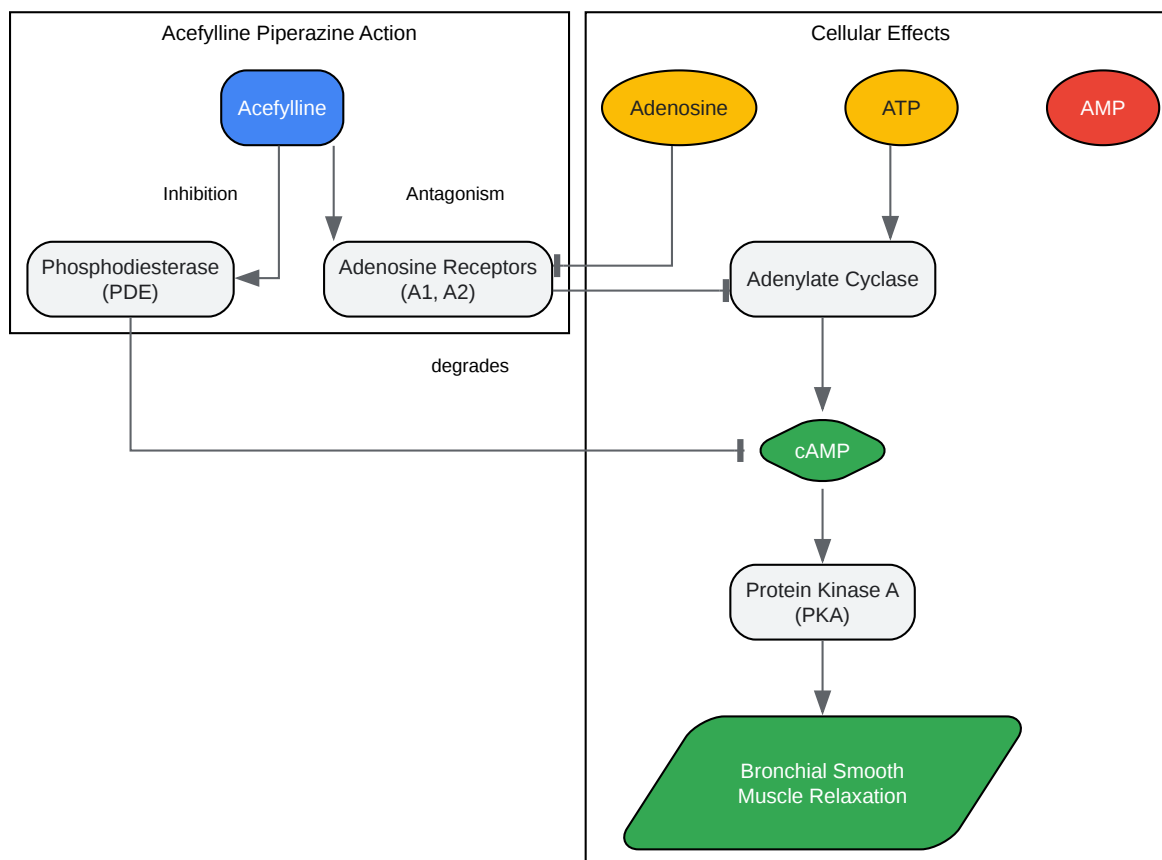 Acefylline Piperazine Action
Cellular Effects
Acefylline
Adenosine
ATP
AMP
Inhibition
Antagonism
Phosphodiesterase
(PDE)
Adenosine Receptors
(A1, A2)
Adenylate Cyclase
degrades
cAMP
Protein Kinase A
(PKA)
Bronchial Smooth
Muscle Relaxation